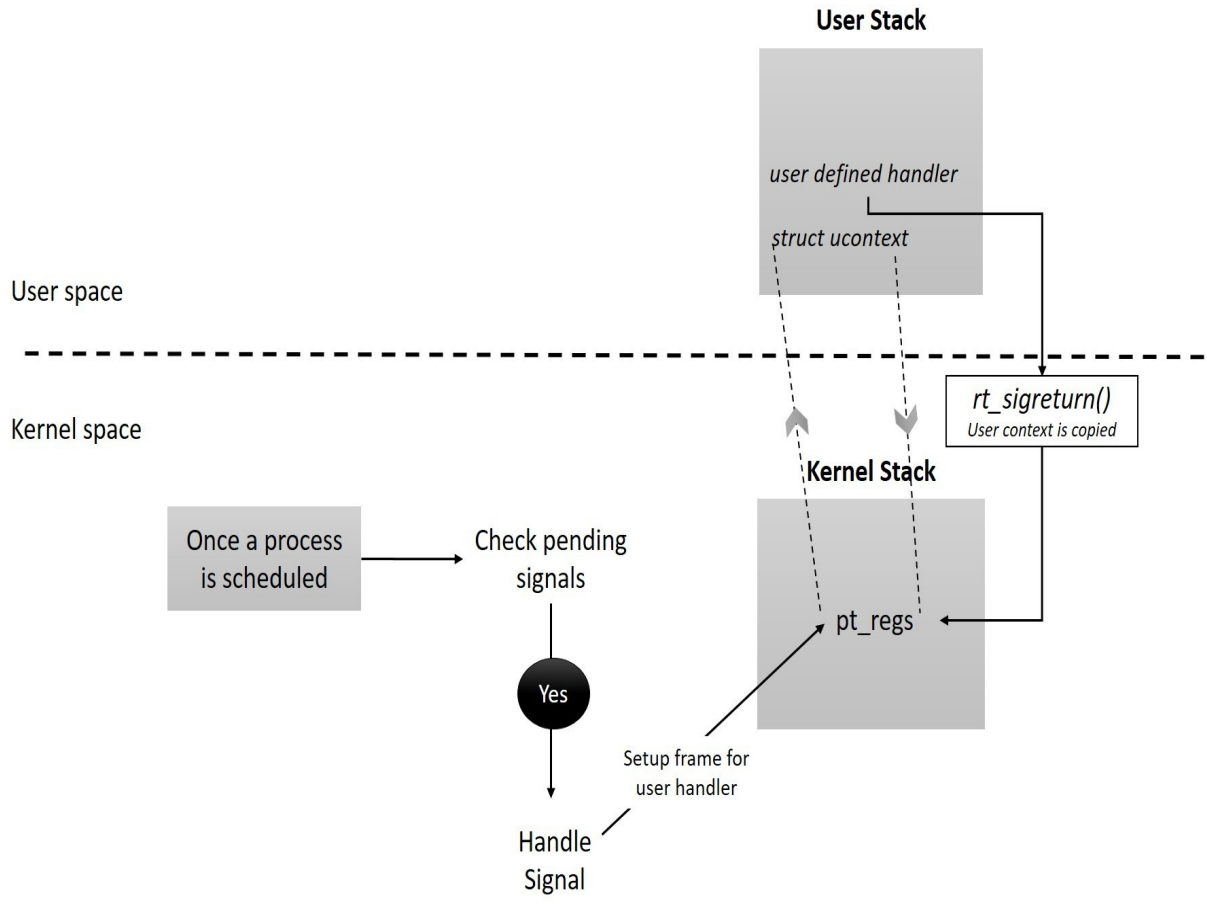 User Stack
user defined handler
struct ucontext
User space
rt_sigreturn()
User context is copied
Kernel space
Kernel Stack
Once a process
is scheduled
Check pending
signals
pt_regs
Yes
Setup frame for
user handler
Handle
Signal